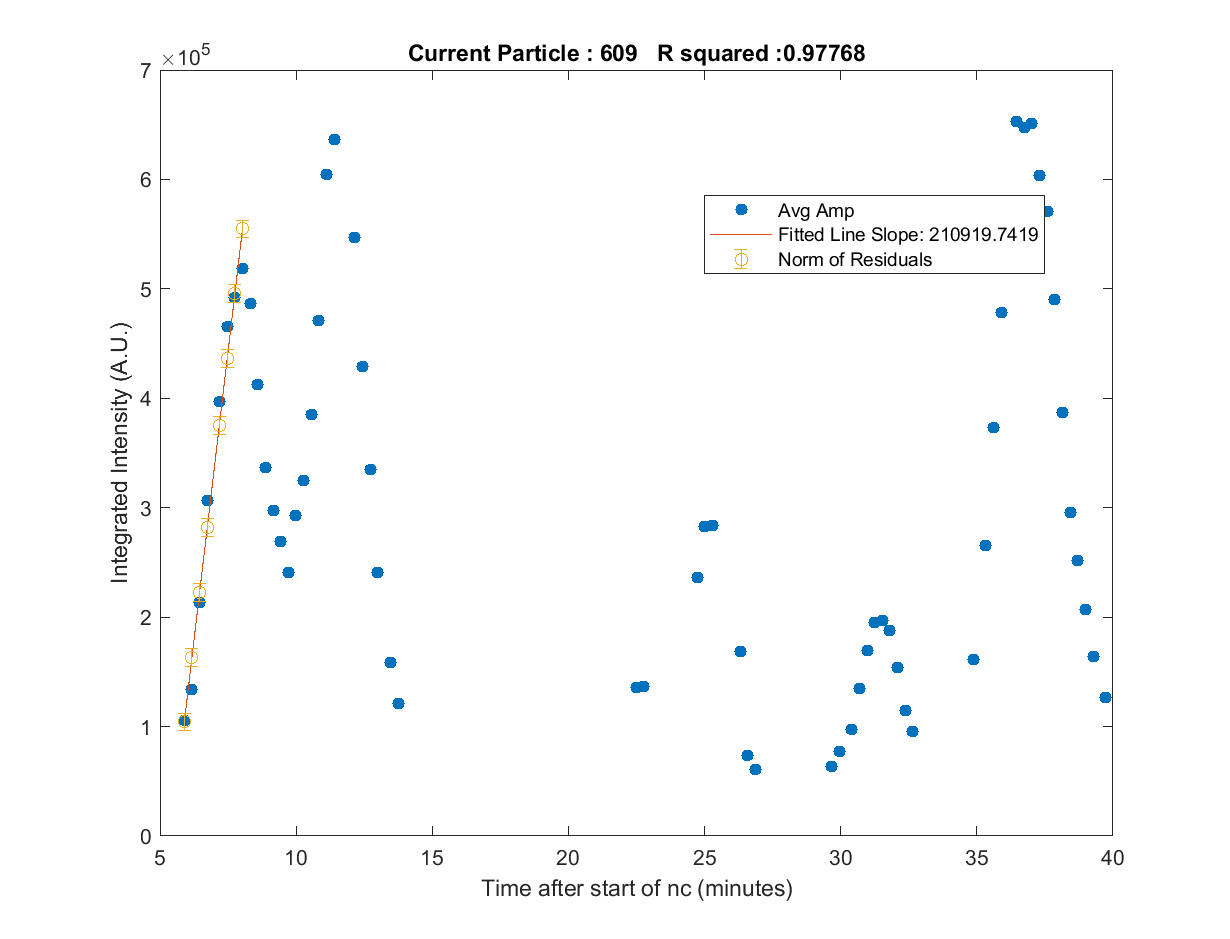 Current Particle : 609 R squared :0.97768
×10^5
7
6
5
4
3
2
1
0
Integrated Intensity (A.U.)
Avg Amp
Fitted Line Slope: 210919.7419
Norm of Residuals
5 10 15 20 25 30 35 40
Time after start of nc (minutes)